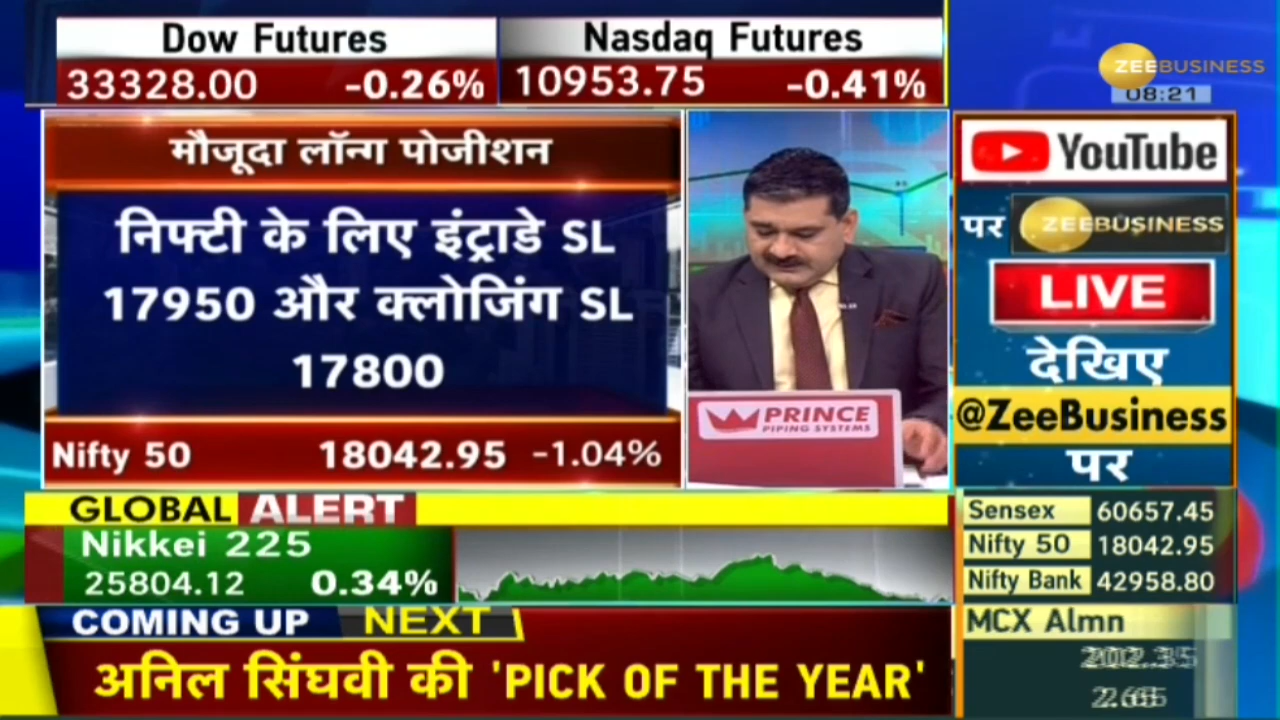 Dow Futures
33328.00 -0.26%
Nasdaq Futures
10953.75 -0.41%
ZEEBUSINESS
08:21
मौजूदा लॉन्ग पोजीशन
निफ्टी के लिए इंट्राडे SL
17950 और क्लोजिंग SL
17800
Nifty 50 18042.95 -1.04%
PRINCE
PIPING SYSTEMS
YouTube
पर ZEEBUSINESS
LIVE
देखिए
@ZeeBusiness
पर
GLOBAL ALERT
Nikkei 225
25804.12 0.34%
Sensex 60657.45
Nifty 50 18042.95
Nifty Bank 42958.80
MCX Almn
COMING UP NEXT
अनिल सिंघवी की 'PICK OF THE YEAR'